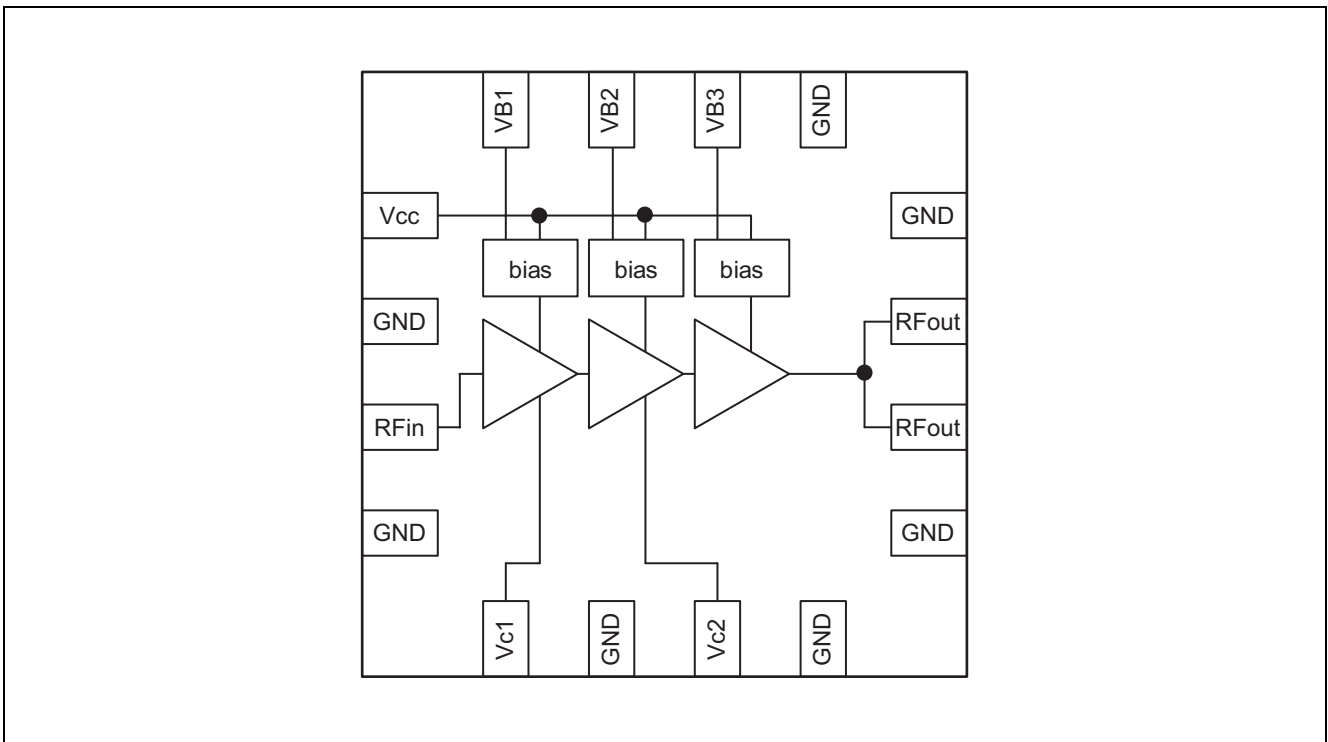 VB1
VB2
VB3
GND
Vcc
GND
bias
bias
bias
GND
RFout
RFin
RFout
GND
GND
Vc1
GND
Vc2
GND